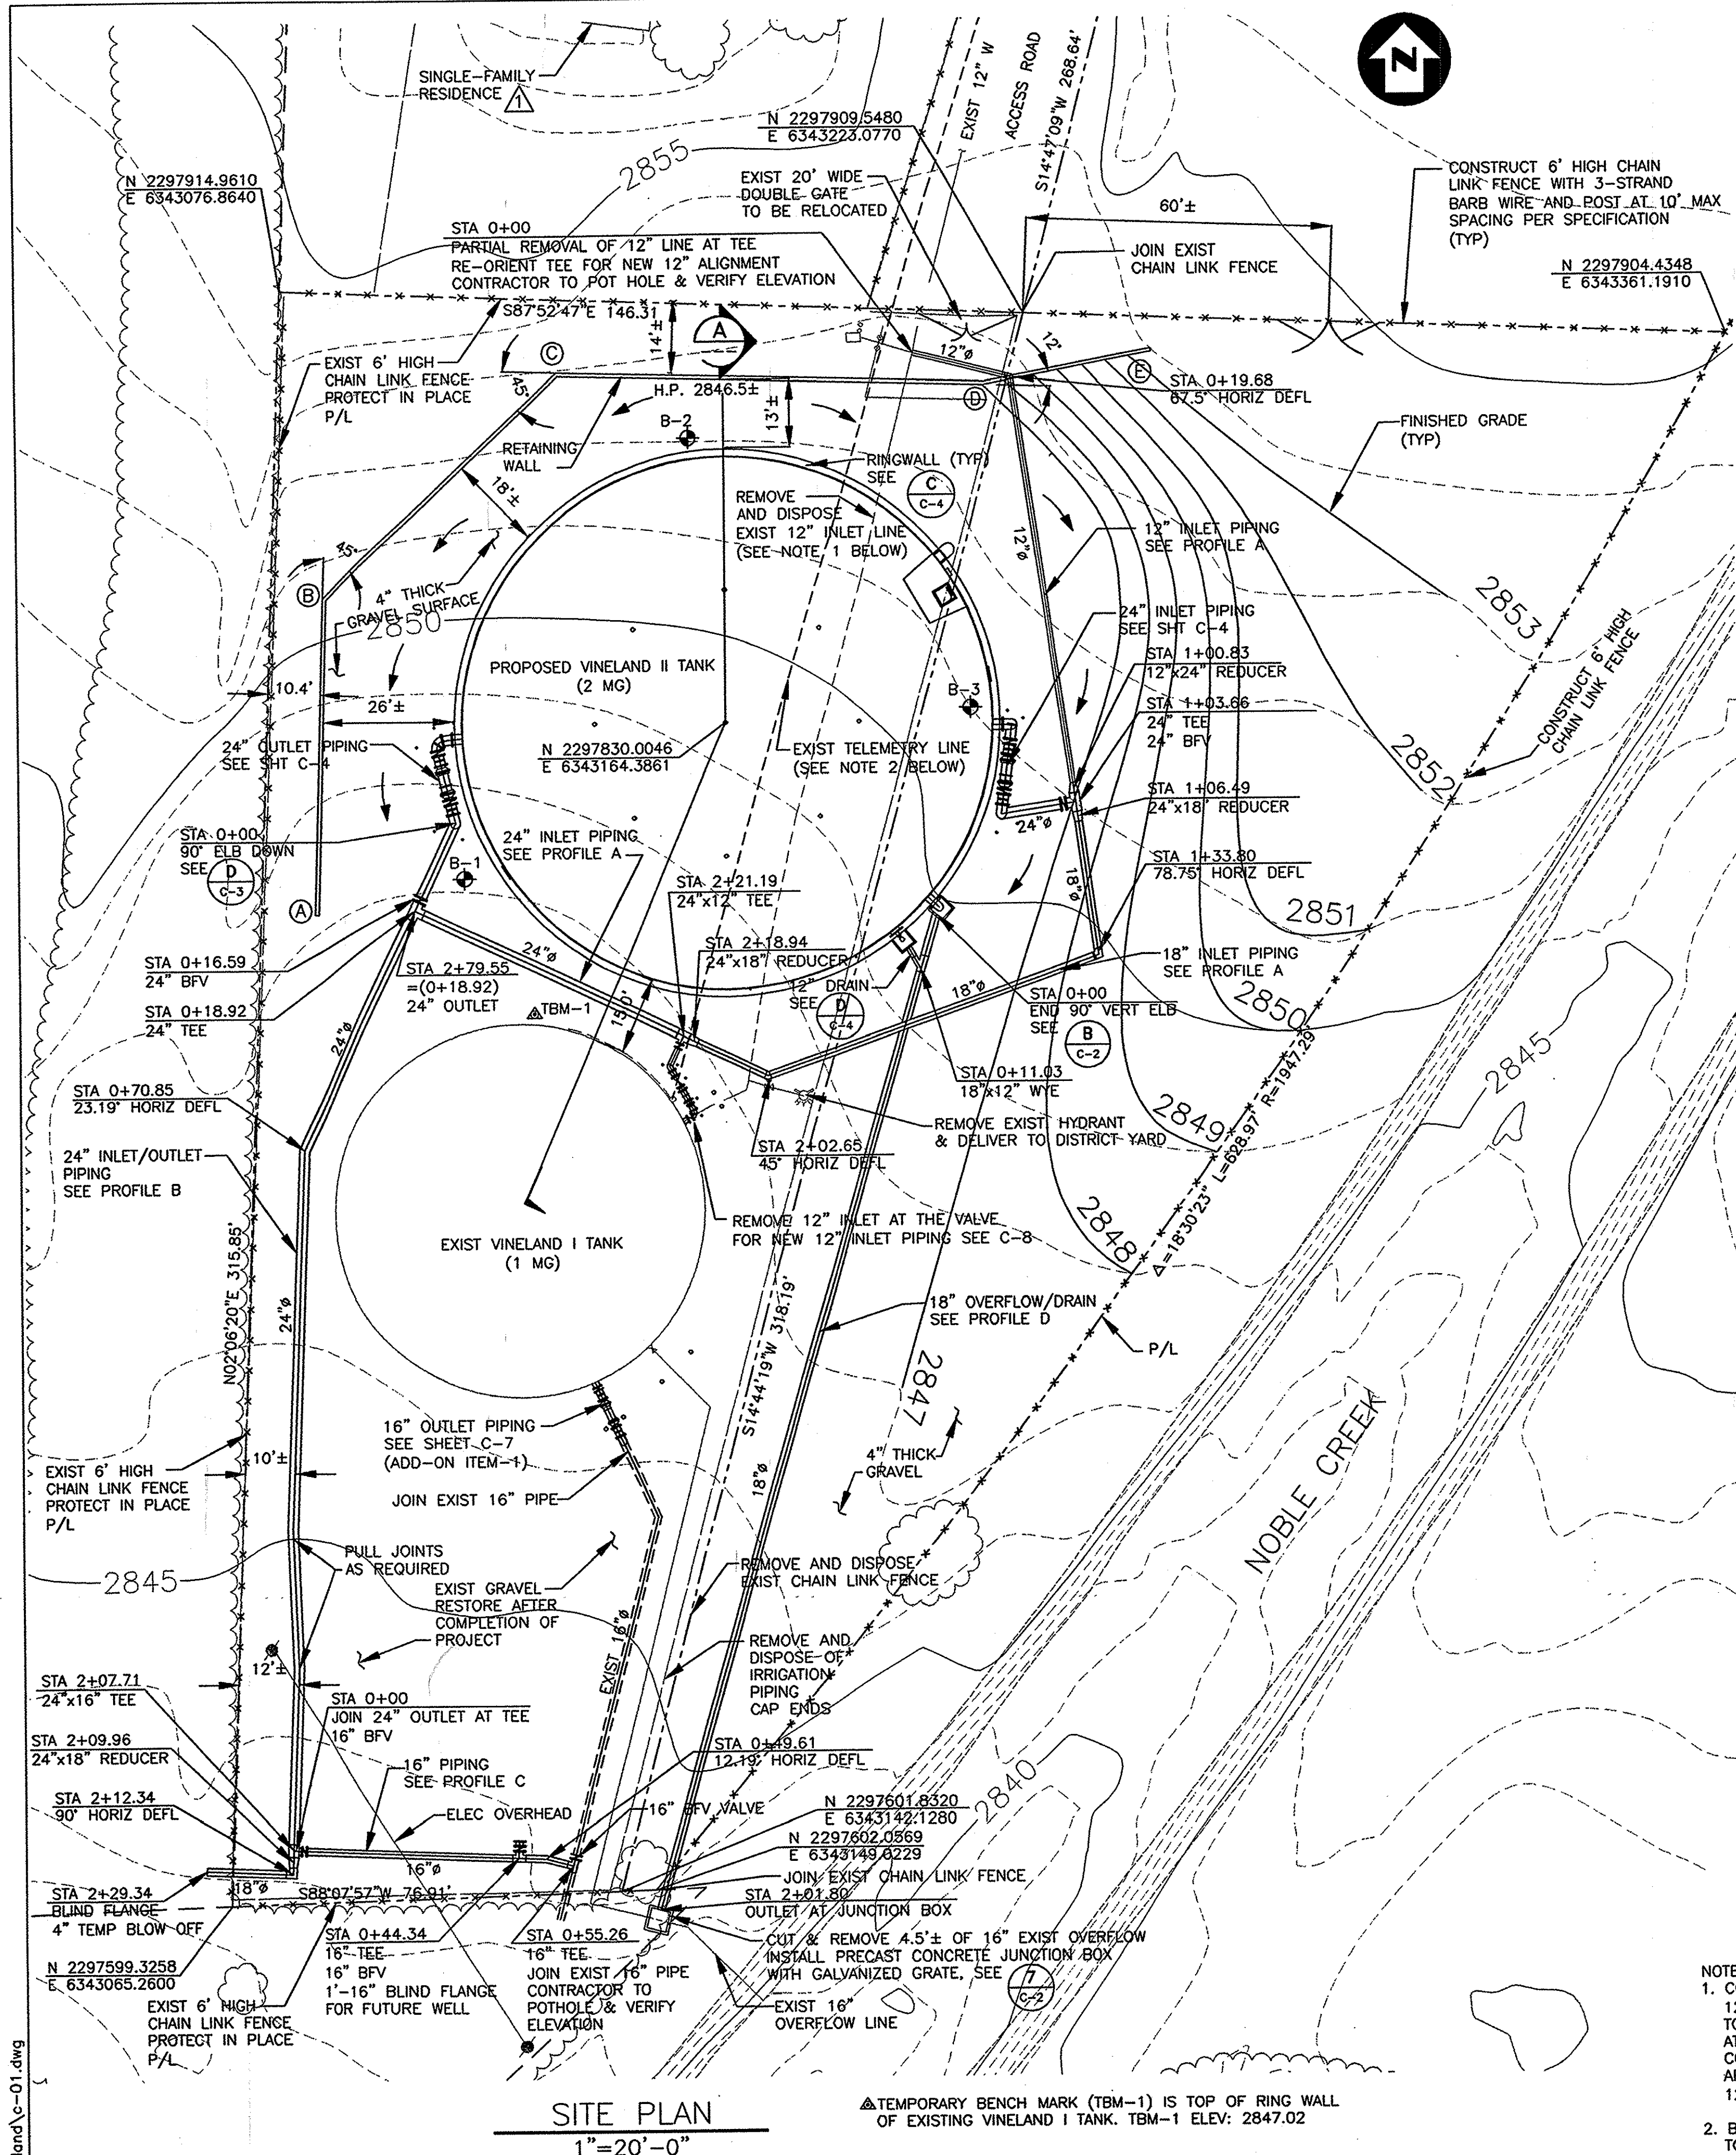 N
SINGLE-FAMILY
RESIDENCE
1
EXIST 12" W
ACCESS ROAD
S14°47'09"W 268.64'
N 2297909.5480
E 6343223.0770
2855
N 2297914.9610
E 6343076.8640
EXIST 20' WIDE
DOUBLE GATE
TO BE RELOCATED
CONSTRUCT 6' HIGH CHAIN
LINK FENCE WITH 3-STRAND
BARB WIRE AND POST AT 10' MAX
SPACING PER SPECIFICATION
(TYP)
60'±
STA 0+00
PARTIAL REMOVAL OF 12" LINE AT TEE
RE-ORIENT TEE FOR NEW 12" ALIGNMENT
CONTRACTOR TO POT HOLE & VERIFY ELEVATION
JOIN EXIST
CHAIN LINK FENCE
N 2297904.4348
E 6343361.1910
S87°52'47"E 146.31
14'±
A
EXIST 6' HIGH
CHAIN LINK FENCE
PROTECT IN PLACE
P/L
C
45°
12"ø
12'
E
H.P. 2846.5±
D
STA 0+19.68
67.5° HORIZ DEFL
13'±
B-2
RETAINING
WALL
FINISHED GRADE
(TYP)
RINGWALL (TYP)
SEE
C
C-4
18'±
REMOVE
AND DISPOSE
EXIST 12" INLET LINE
(SEE NOTE 1 BELOW)
12"ø
12" INLET PIPING
SEE PROFILE A
45°
B
4" THICK
GRAVEL SURFACE
2850
2853
24" INLET PIPING
SEE SHT C-4
PROPOSED VINELAND II TANK
(2 MG)
STA 1+00.83
12"x24" REDUCER
CONSTRUCT 6' HIGH
CHAIN LINK FENCE
10.4'
26'±
B-3
STA 1+03.66
24" TEE
24" BFV
24" OUTLET PIPING
SEE SHT C-4
N 2297830.0046
E 6343164.3861
EXIST TELEMETRY LINE
(SEE NOTE 2 BELOW)
2852
STA 1+06.49
24"x18" REDUCER
24"ø
STA 0+00
90° ELB DOWN
SEE
D
C-3
24" INLET PIPING
SEE PROFILE A
B-1
STA 1+33.80
78.75° HORIZ DEFL
18"ø
A
STA 2+21.19
24"x12" TEE
2851
24"ø
STA 2+18.94
24"x18" REDUCER
18" INLET PIPING
SEE PROFILE A
STA 0+16.59
24" BFV
STA 2+79.55
=(0+18.92)
24" OUTLET
12" DRAIN
SEE
D
C-4
18"ø
STA 0+00
END 90° VERT ELB
SEE
B
C-2
2850
STA 0+18.92
24" TEE
TBM-1
15.0'
24"ø
2845
STA 0+11.03
18"x12" WYE
STA 0+70.85
23.19° HORIZ DEFL
REMOVE EXIST HYDRANT
& DELIVER TO DISTRICT YARD
2849
STA 2+02.65
45° HORIZ DEFL
24" INLET/OUTLET
PIPING
SEE PROFILE B
Δ=18°30'23" L=628.97' R=1947.29'
2848
REMOVE 12" INLET AT THE VALVE
FOR NEW 12" INLET PIPING SEE C-8
EXIST VINELAND I TANK
(1 MG)
N02°06'20"E 315.85'
24"ø
18" OVERFLOW/DRAIN
SEE PROFILE D
P/L
S14°44'19"W 318.19'
2847
16" OUTLET PIPING
SEE SHEET C-7
(ADD-ON ITEM-1)
4" THICK
GRAVEL
EXIST 6' HIGH
CHAIN LINK FENCE
PROTECT IN PLACE
P/L
10'±
JOIN EXIST 16" PIPE
18"ø
NOBLE CREEK
2845
PULL JOINTS
AS REQUIRED
EXIST GRAVEL
RESTORE AFTER
COMPLETION OF
PROJECT
REMOVE AND DISPOSE
EXIST CHAIN LINK FENCE
EXIST 16"ø
REMOVE AND
DISPOSE OF
IRRIGATION
PIPING
CAP ENDS
12'±
STA 2+07.71
24"x16" TEE
STA 0+00
JOIN 24" OUTLET AT TEE
16" BFV
STA 2+09.96
24"x18" REDUCER
STA 0+49.61
12.19° HORIZ DEFL
16" PIPING
SEE PROFILE C
2840
STA 2+12.34
90° HORIZ DEFL
ELEC OVERHEAD
16" BFV VALVE
N 2297601.8320
E 6343142.1280
N 2297602.0569
E 6343149.0229
16"ø
JOIN EXIST CHAIN LINK FENCE
18"ø
S88°07'57"W 76.91'
STA 2+29.34
BLIND FLANGE
4" TEMP BLOW OFF
STA 2+01.80
OUTLET AT JUNCTION BOX
STA 0+44.34
16" TEE
16" BFV
1'-16" BLIND FLANGE
FOR FUTURE WELL
STA 0+55.26
16" TEE
JOIN EXIST 16" PIPE
CONTRACTOR TO
POTHOLE & VERIFY
ELEVATION
CUT & REMOVE 4.5'± OF 16" EXIST OVERFLOW
INSTALL PRECAST CONCRETE JUNCTION BOX
WITH GALVANIZED GRATE, SEE
7
C-2
N 2297599.3258
E 6343065.2600
EXIST 6' HIGH
CHAIN LINK FENCE
PROTECT IN PLACE
P/L
EXIST 16"
OVERFLOW LINE
SITE PLAN
1"=20'-0"
TEMPORARY BENCH MARK (TBM-1) IS TOP OF RING WALL
OF EXISTING VINELAND I TANK. TBM-1 ELEV: 2847.02
land\c-01.dwg
NOTE
1.
12
2.